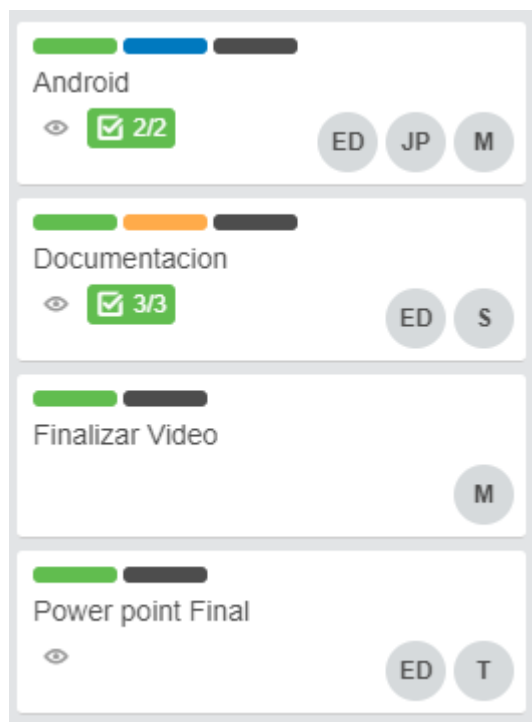 Android
2/2
ED JP M
Documentacion
3/3
ED S
Finalizar Video
M
Power point Final
ED T